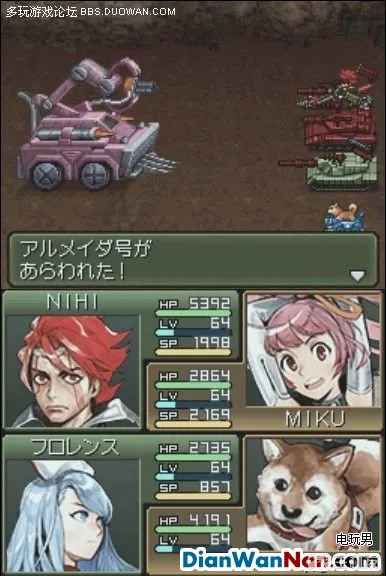 多玩游戏论坛 BBS.DUOWAN.COM
アルメイダ号が
あらわれた!
NIHI
HP 5392
LV 64
SP 1998
HP 2864
LV 64
SP 2169
MIKU
フロレンス
HP 2735
LV 64
SP 857
HP 4191
LV 64
电玩男
DianWanNan.com